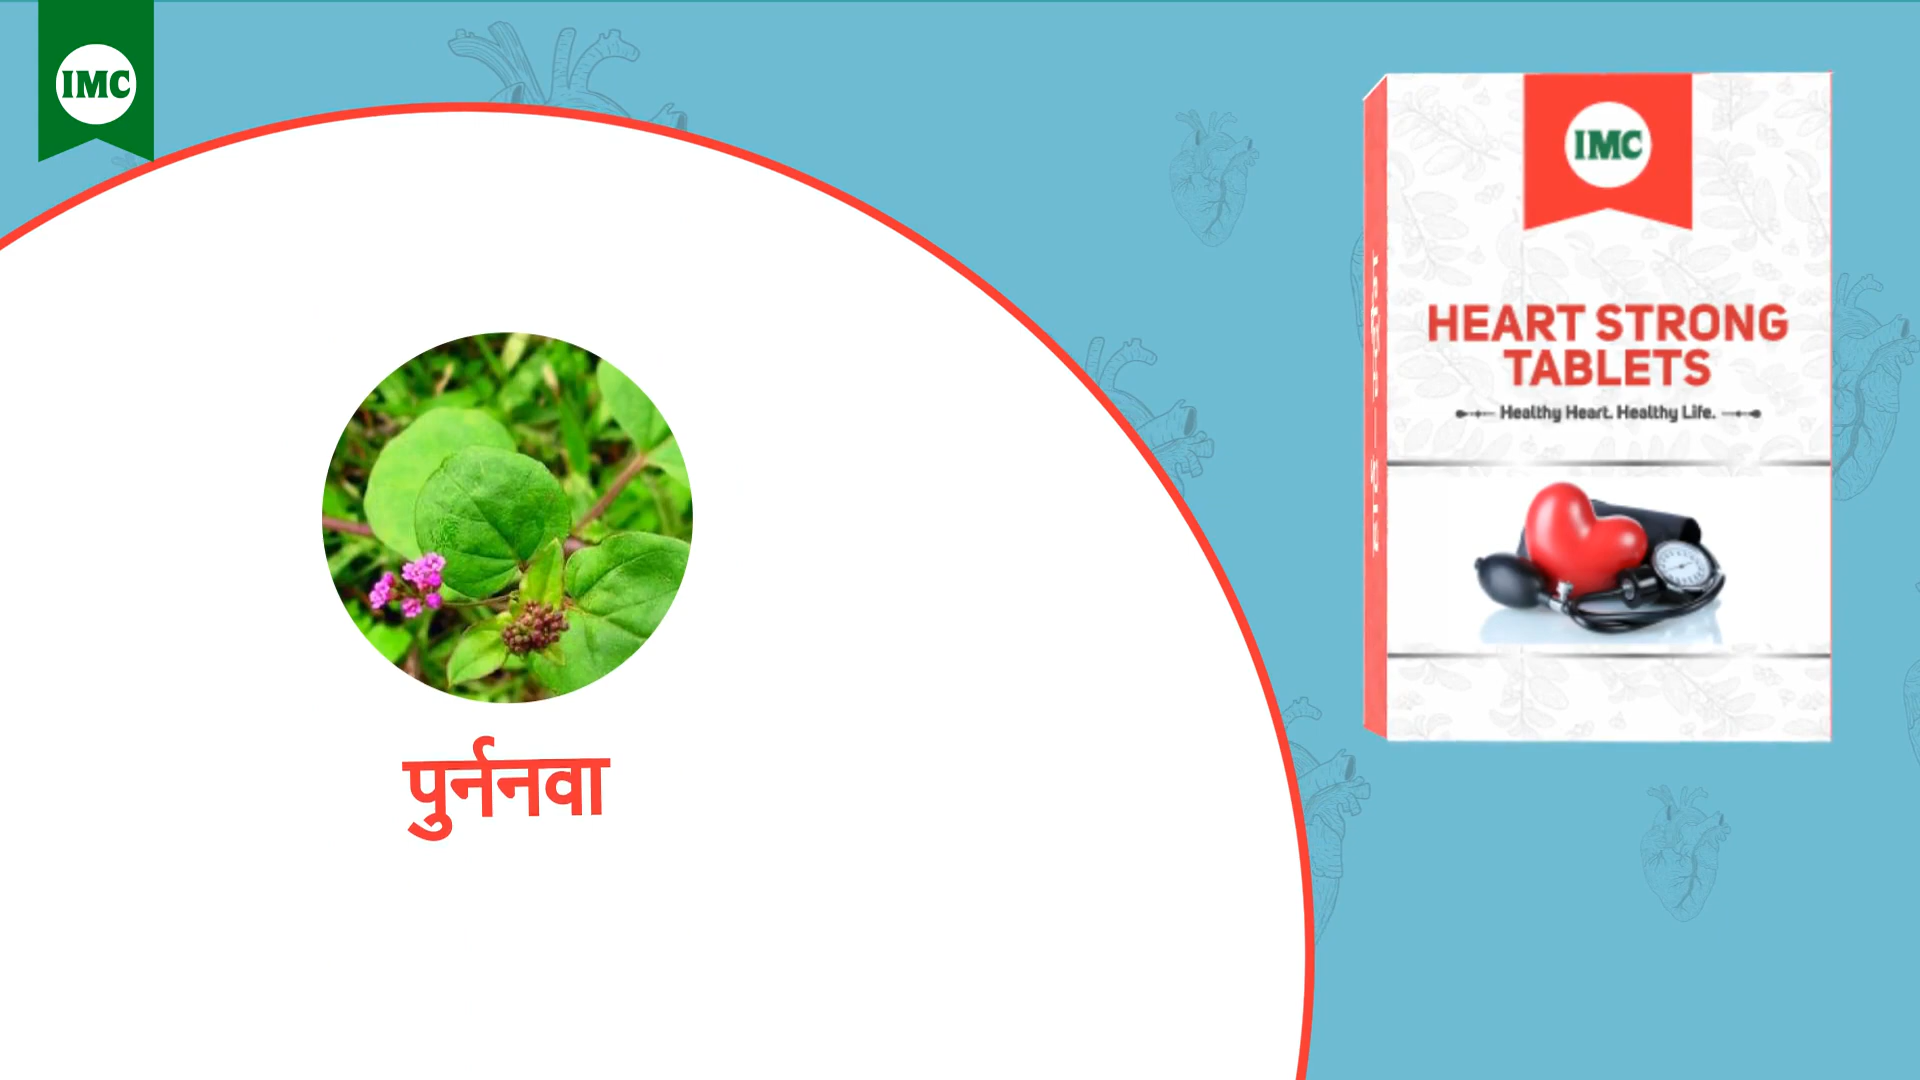 IMC
IMC
HEART STRONG
TABLETS
Healthy Heart. Healthy Life.
पुर्ननवा